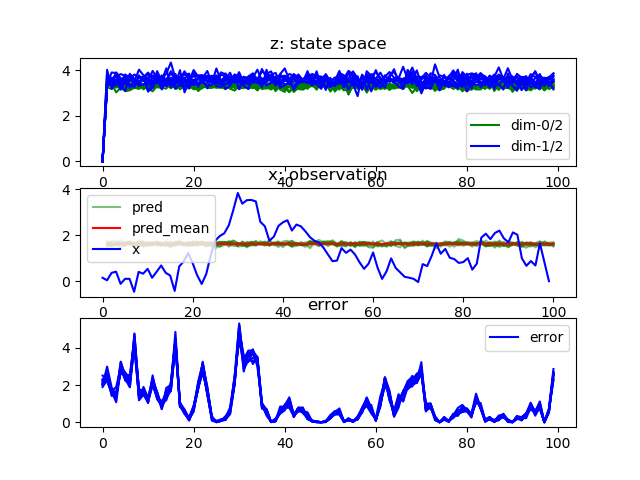 z: state space
4
2
0
dim-0/2
dim-1/2
0 20 40 60 80 100
x: observation
4
2
0
pred
pred_mean
x
0 20 40 60 80 100
error
4
2
0
error
0 20 40 60 80 100